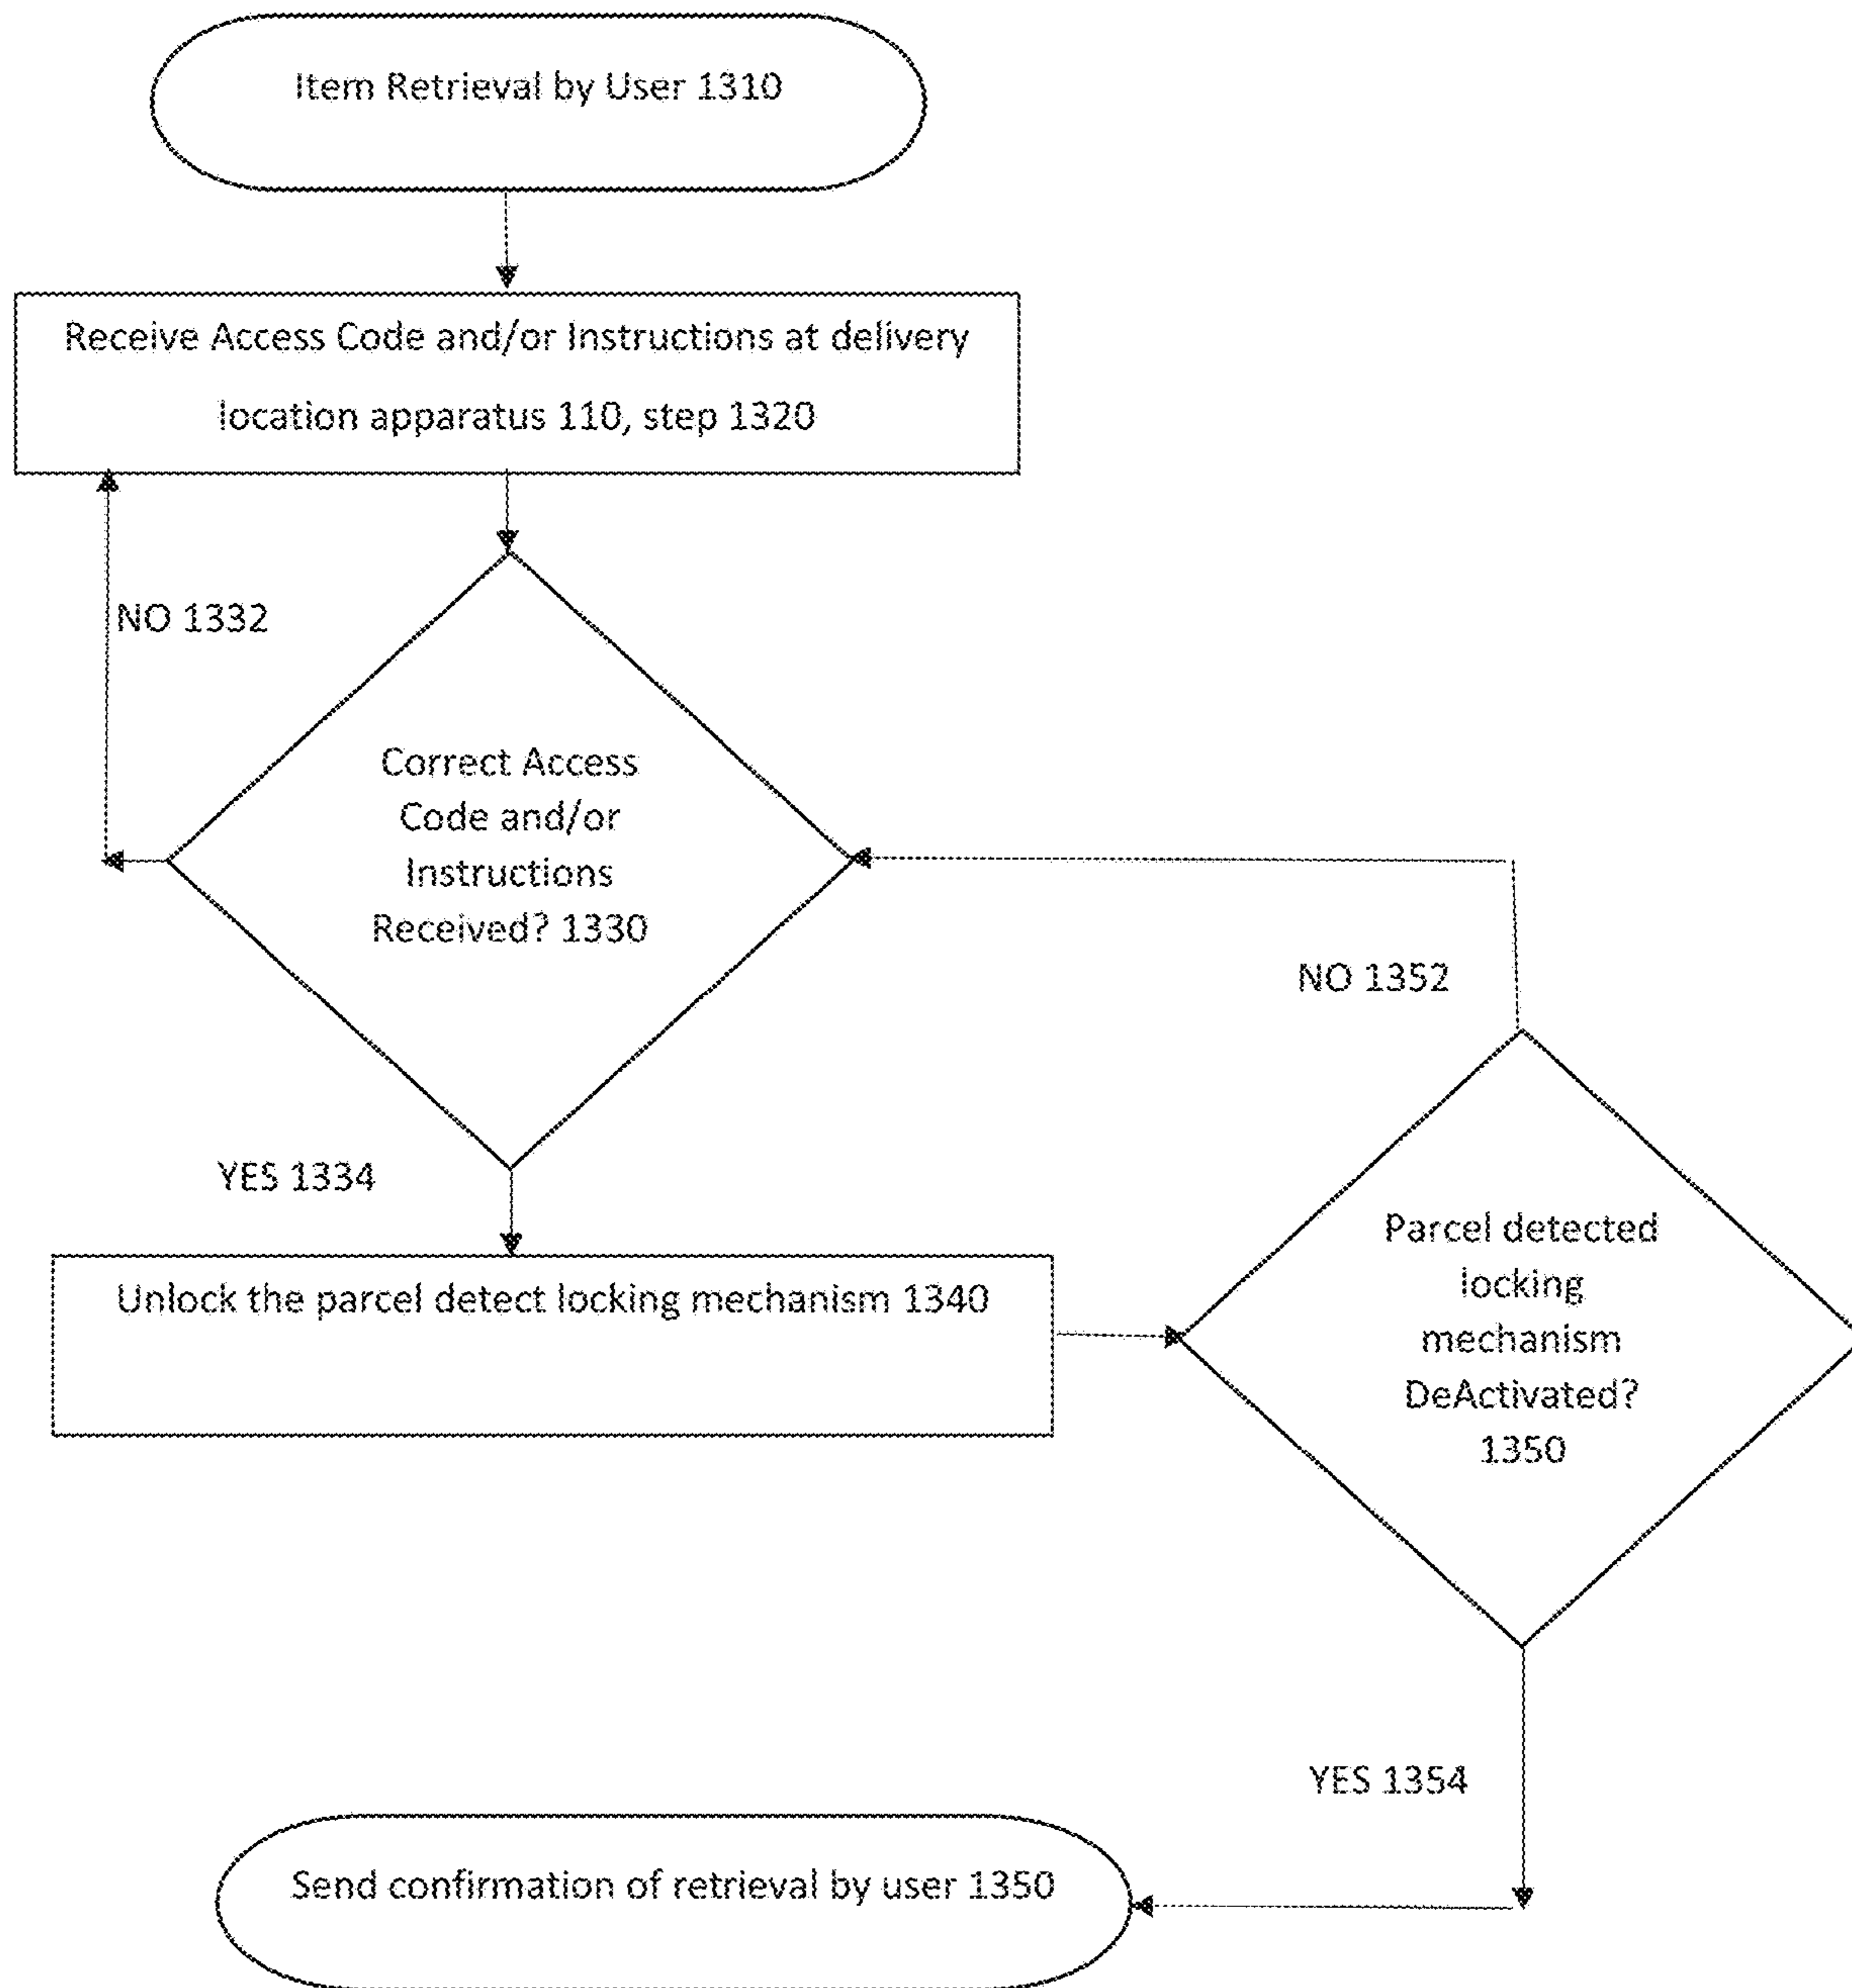 Item Retrieval by User 1310
Receive Access Code and/or Instructions at delivery
location apparatus 110, step 1320
NO 1332
Correct Access
Code and/or
Instructions
Received? 1330
NO 1352
YES 1334
Unlock the parcel detect locking mechanism 1340
Parcel detected
locking
mechanism
DeActivated?
1350
YES 1354
Send confirmation of retrieval by user 1350